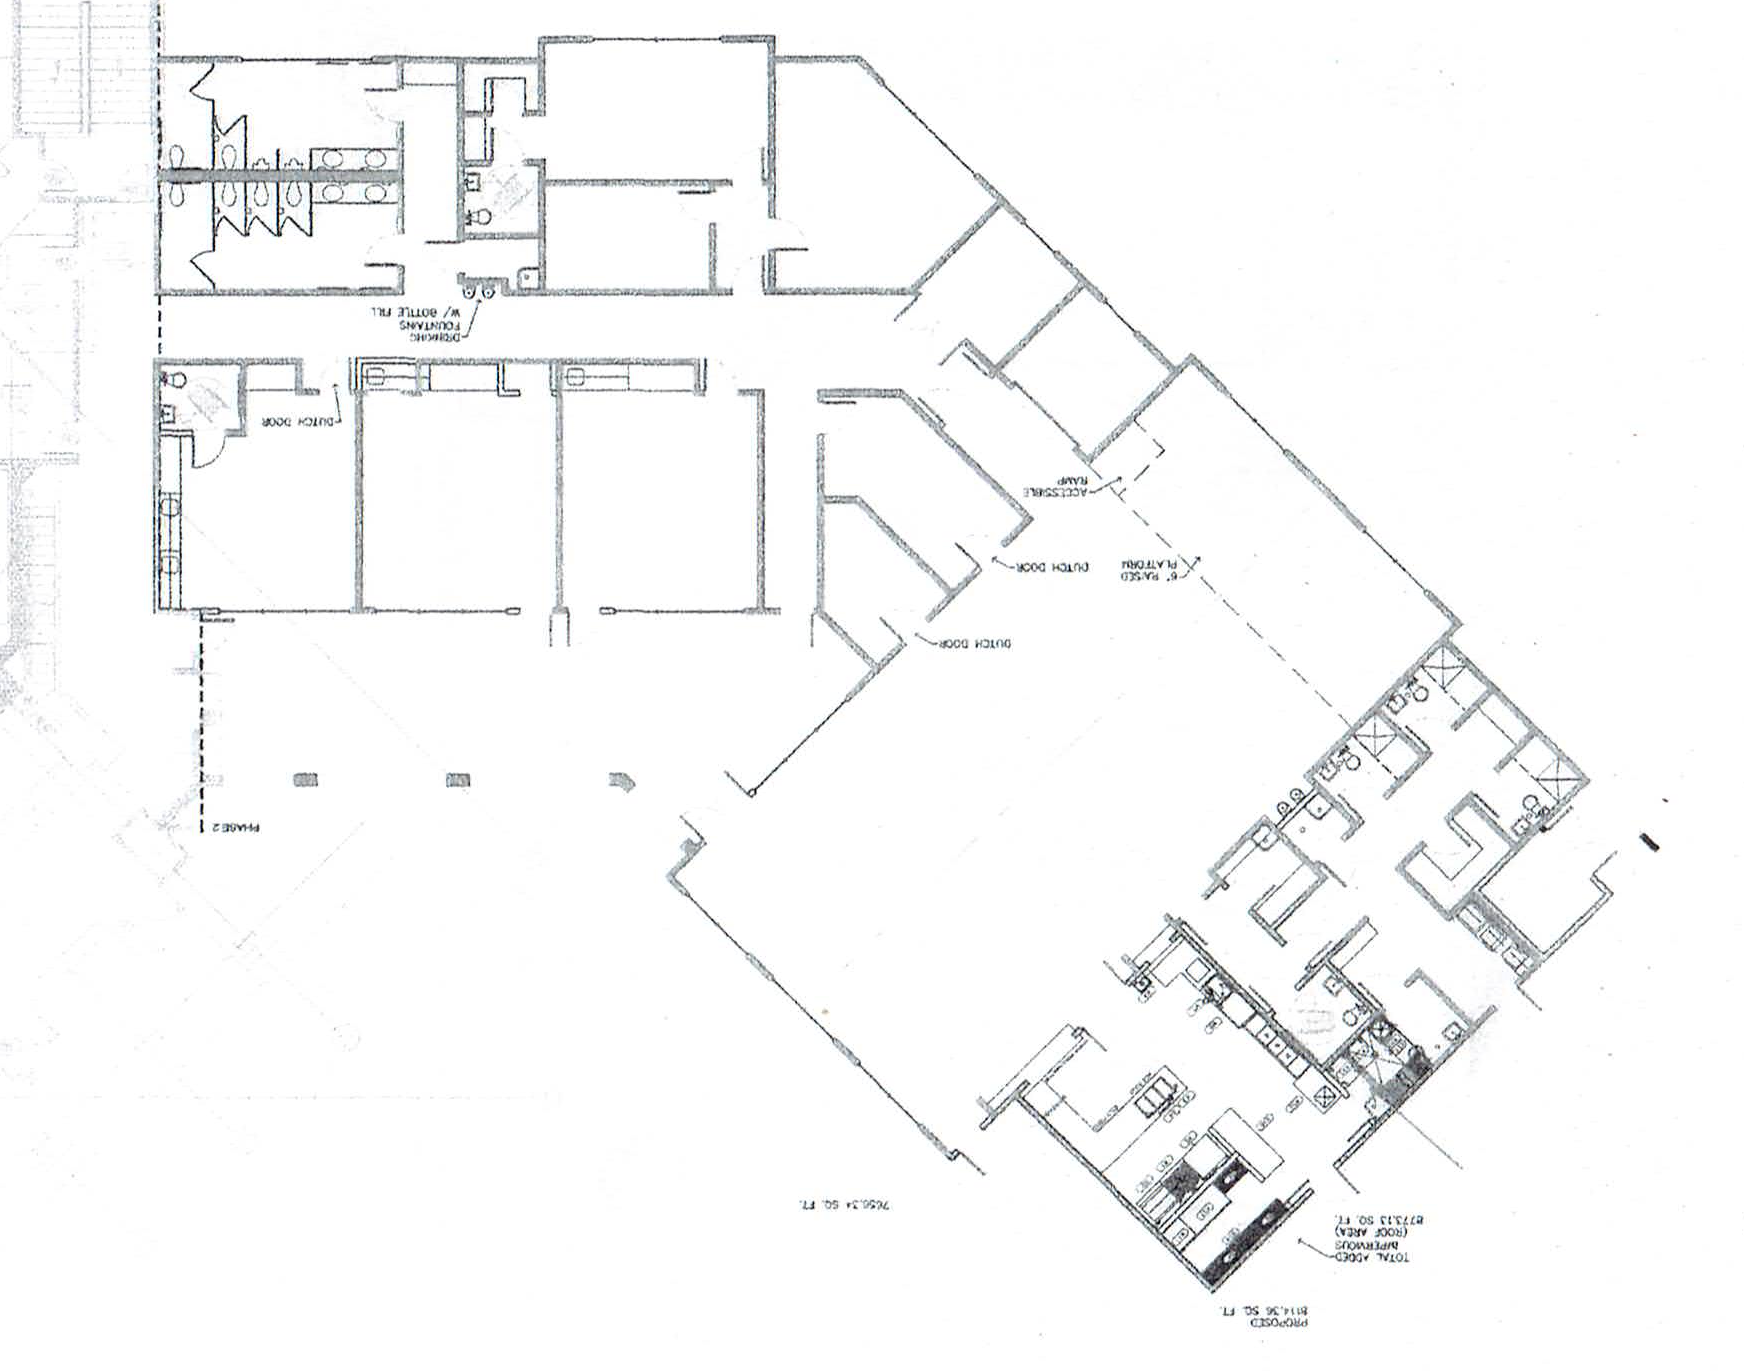 DRINKING
FOUNTAINS
W/ BOTTLE FILL
DUTCH DOOR
ACCESSIBLE
RAMP
6" RAISED
PLATFORM
DUTCH DOOR
DUTCH DOOR
PHASE 2
7656.34 SQ. FT.
TOTAL ADDED
IMPERVIOUS
(ROOF AREA)
8773.13 SQ. FT.
PROPOSED
8114.36 SQ. FT.